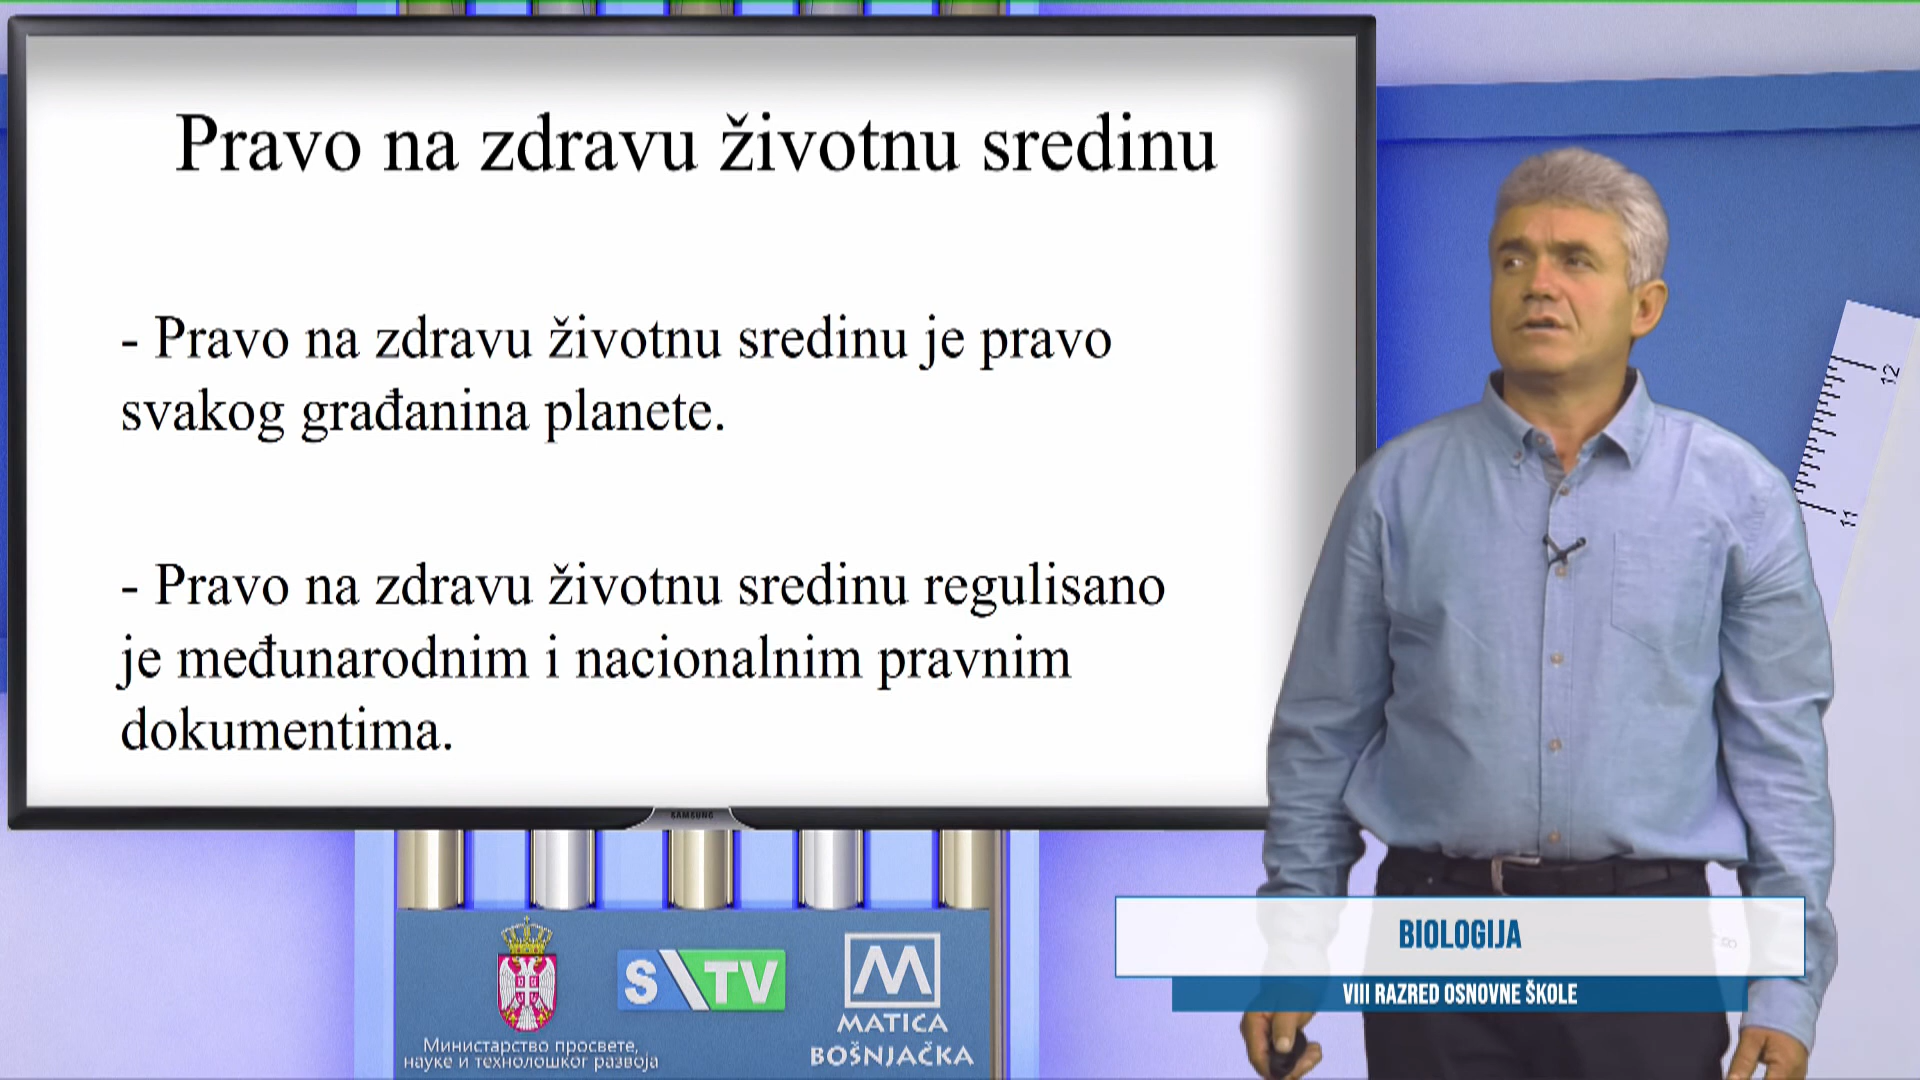 Pravo na zdravu životnu sredinu
- Pravo na zdravu životnu sredinu je pravo
svakog građanina planete.
- Pravo na zdravu životnu sredinu regulisano
je međunarodnim i nacionalnim pravnim
dokumentima.
SAMSUNG
12
11
BIOLOGIJA
VIII RAZRED OSNOVNE ŠKOLE
S TV
M
MATICA
BOŠNJAČKA
Министарство просвете,
науке и технолошког развоја